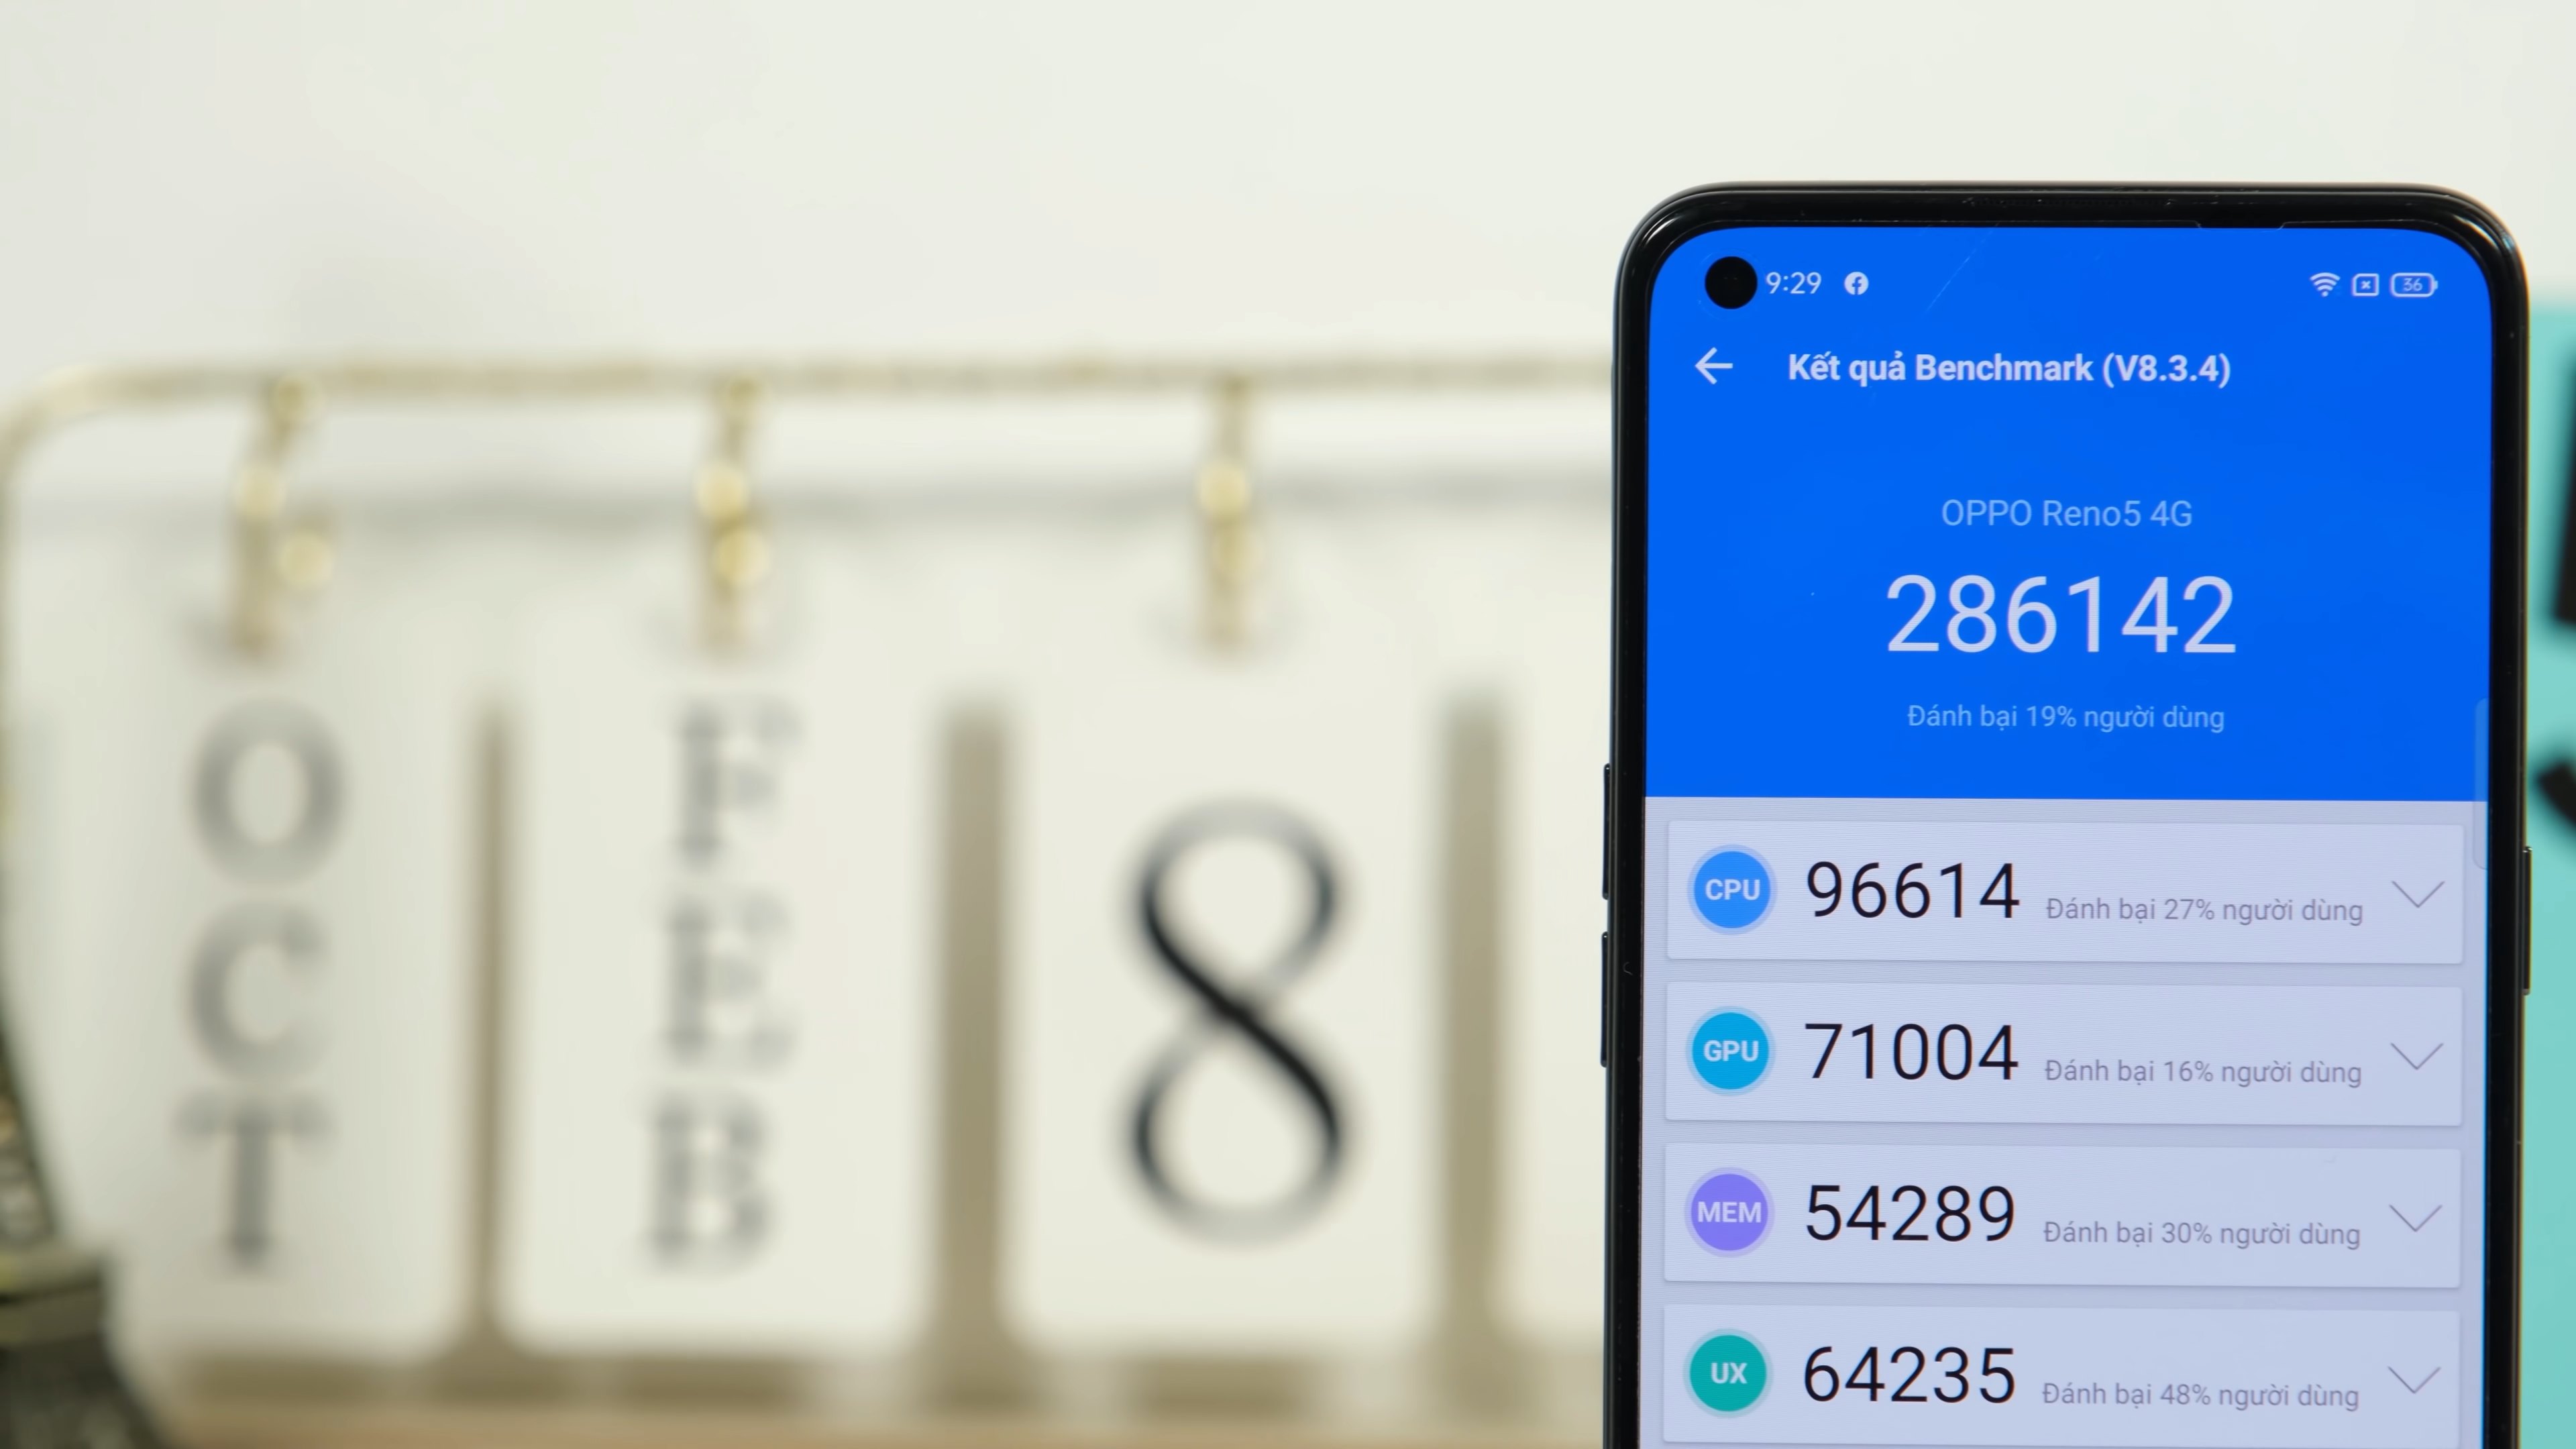 OCT
FEB
8
9:29
36
Kết quả Benchmark (V8.3.4)
OPPO Reno5 4G
286142
Đánh bại 19% người dùng
CPU 96614 Đánh bại 27% người dùng
GPU 71004 Đánh bại 16% người dùng
MEM 54289 Đánh bại 30% người dùng
UX 64235 Đánh bại 48% người dùng